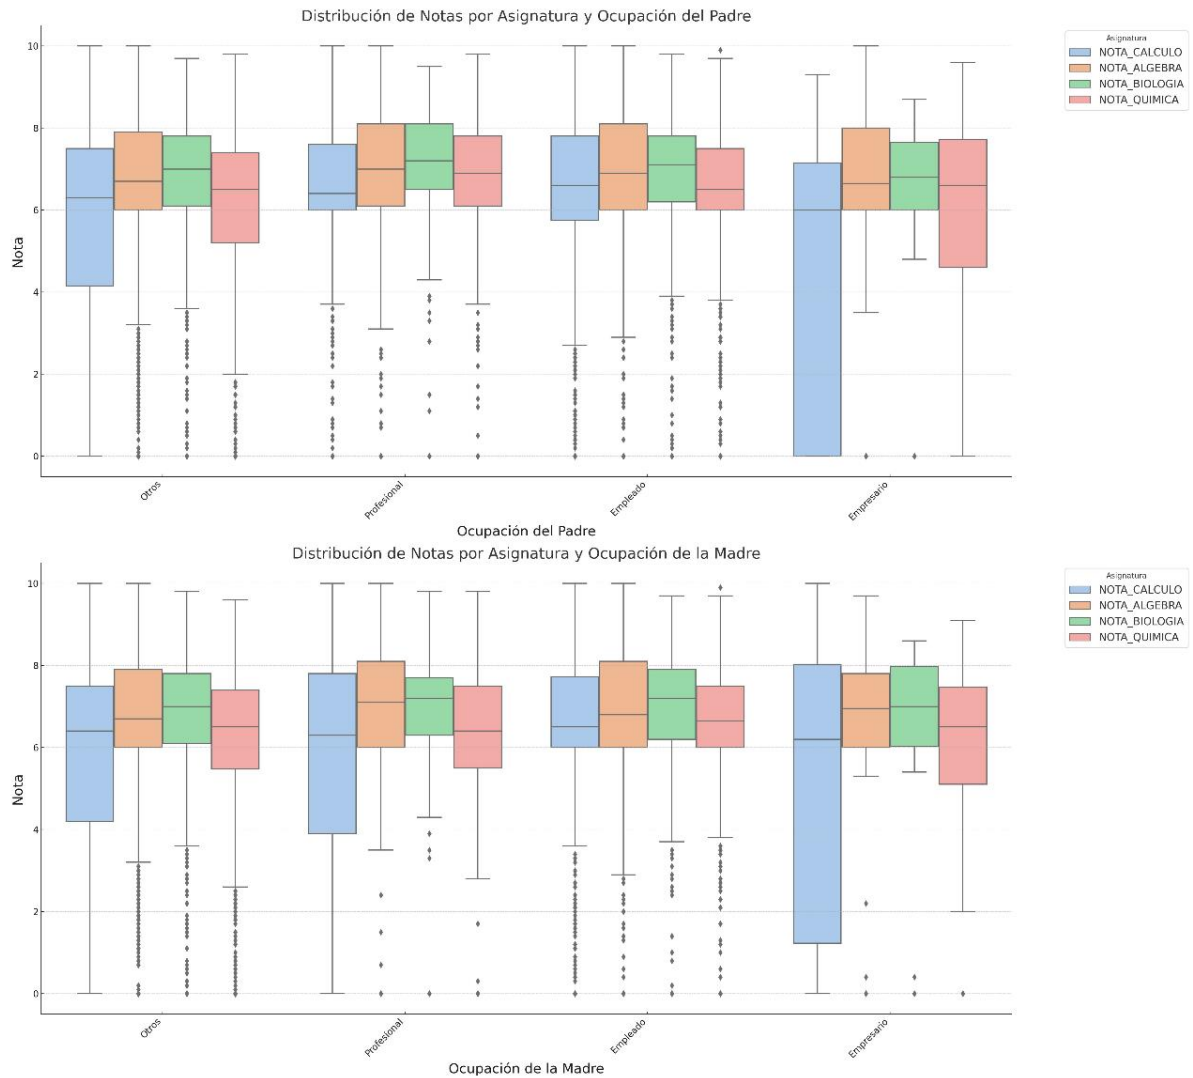 Distribución de Notas por Asignatura y Ocupación del Padre
Asignatura
NOTA_CALCULO
NOTA_ALGEBRA
NOTA_BIOLOGIA
NOTA_QUIMICA
10
8
6
4
2
0
Nota
Otros
Profesional
Empleado
Empresario
Ocupación del Padre
Distribución de Notas por Asignatura y Ocupación de la Madre
Asignatura
NOTA_CALCULO
NOTA_ALGEBRA
NOTA_BIOLOGIA
NOTA_QUIMICA
10
8
6
4
2
0
Nota
Otros
Profesional
Empleado
Empresario
Ocupación de la Madre